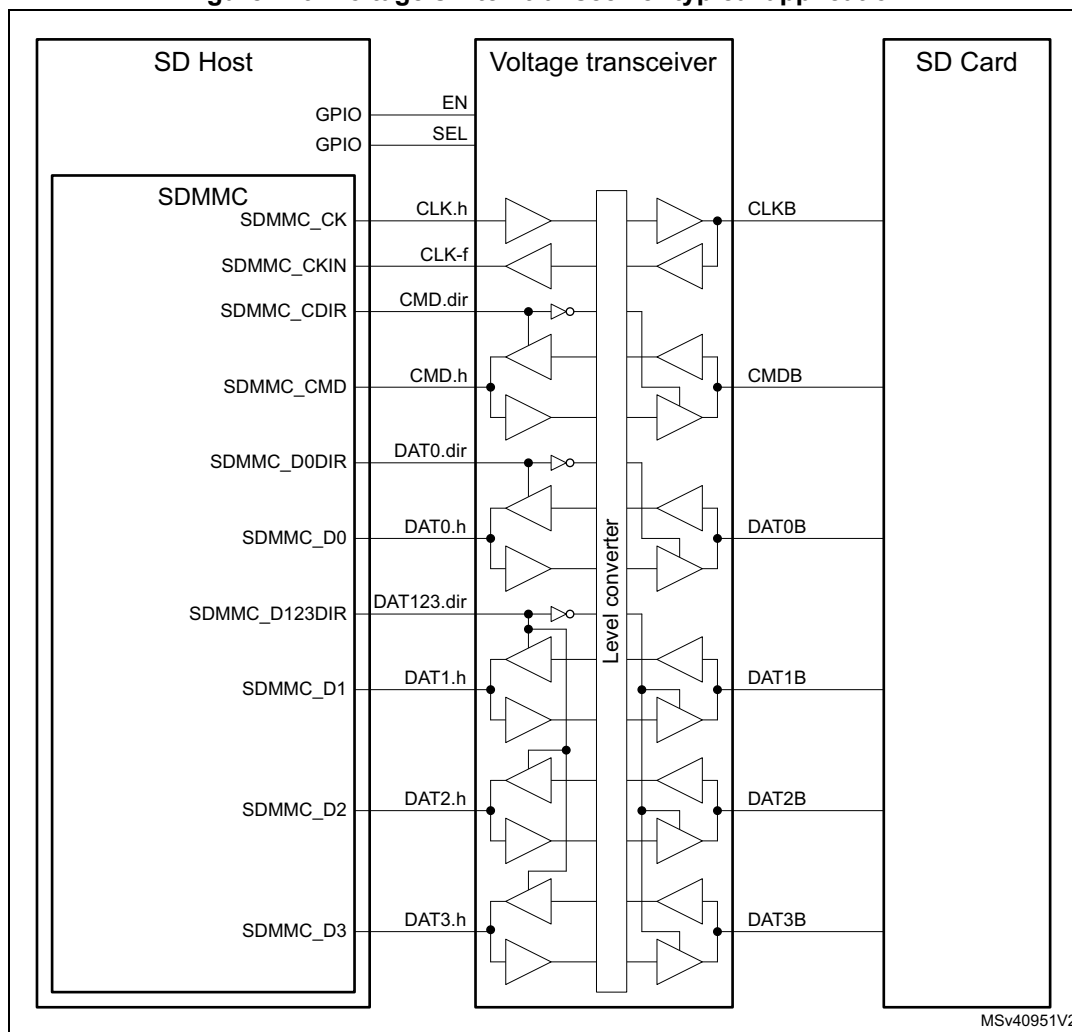 SD Host
Voltage transceiver
SD Card
GPIO
EN
GPIO
SEL
SDMMC
SDMMC_CK
CLK.h
CLKB
SDMMC_CKIN
CLK-f
SDMMC_CDIR
CMD.dir
SDMMC_CMD
CMD.h
CMDB
SDMMC_D0DIR
DAT0.dir
SDMMC_D0
DAT0.h
DAT0B
Level converter
SDMMC_D123DIR
DAT123.dir
SDMMC_D1
DAT1.h
DAT1B
SDMMC_D2
DAT2.h
DAT2B
SDMMC_D3
DAT3.h
DAT3B
MSv40951V2